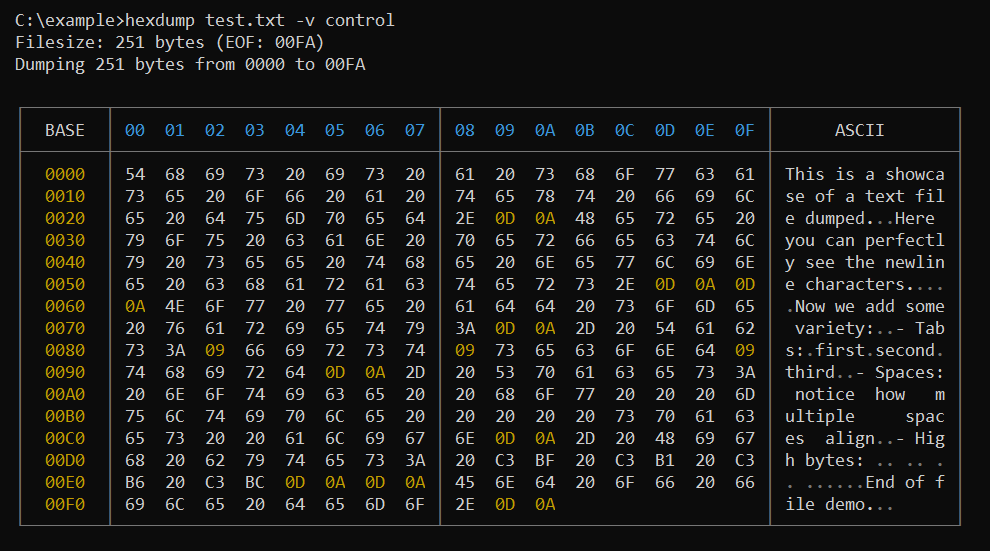 C:\example>hexdump test.txt -v control
Filesize: 251 bytes (EOF: 00FA)
Dumping 251 bytes from 0000 to 00FA
BASE 00 01 02 03 04 05 06 07 08 09 0A 0B 0C 0D 0E 0F ASCII
0000 54 68 69 73 20 69 73 20 61 20 73 68 6F 77 63 61 This is a showca
0010 73 65 20 6F 66 20 61 20 74 65 78 74 20 66 69 6C se of a text fil
0020 65 20 64 75 6D 70 65 64 2E 0D 0A 48 65 72 65 20 e dumped...Here
0030 79 6F 75 20 63 61 6E 20 70 65 72 66 65 63 74 6C you can perfectl
0040 79 20 73 65 65 20 74 68 65 20 6E 65 77 6C 69 6E y see the newlin
0050 65 20 63 68 61 72 61 63 74 65 72 73 2E 0D 0A 0D e characters....
0060 0A 4E 6F 77 20 77 65 20 61 64 64 20 73 6F 6D 65 .Now we add some
0070 20 76 61 72 69 65 74 79 3A 0D 0A 2D 20 54 61 62  variety:..- Tab
0080 73 3A 09 66 69 72 73 74 09 73 65 63 6F 6E 64 09 s:.first.second.
0090 74 68 69 72 64 0D 0A 2D 20 53 70 61 63 65 73 3A third..- Spaces:
00A0 20 6E 6F 74 69 63 65 20 20 68 6F 77 20 20 20 6D  notice  how   m
00B0 75 6C 74 69 70 6C 65 20 20 20 20 20 73 70 61 63 ultiple     spac
00C0 65 73 20 20 61 6C 69 67 6E 0D 0A 2D 20 48 69 67 es  align..- Hig
00D0 68 20 62 79 74 65 73 3A 20 C3 BF 20 C3 B1 20 C3 h bytes: .. .. .
00E0 B6 20 C3 BC 0D 0A 0D 0A 45 6E 64 20 6F 66 20 66 . ......End of f
00F0 69 6C 65 20 64 65 6D 6F 2E 0D 0A ile demo...